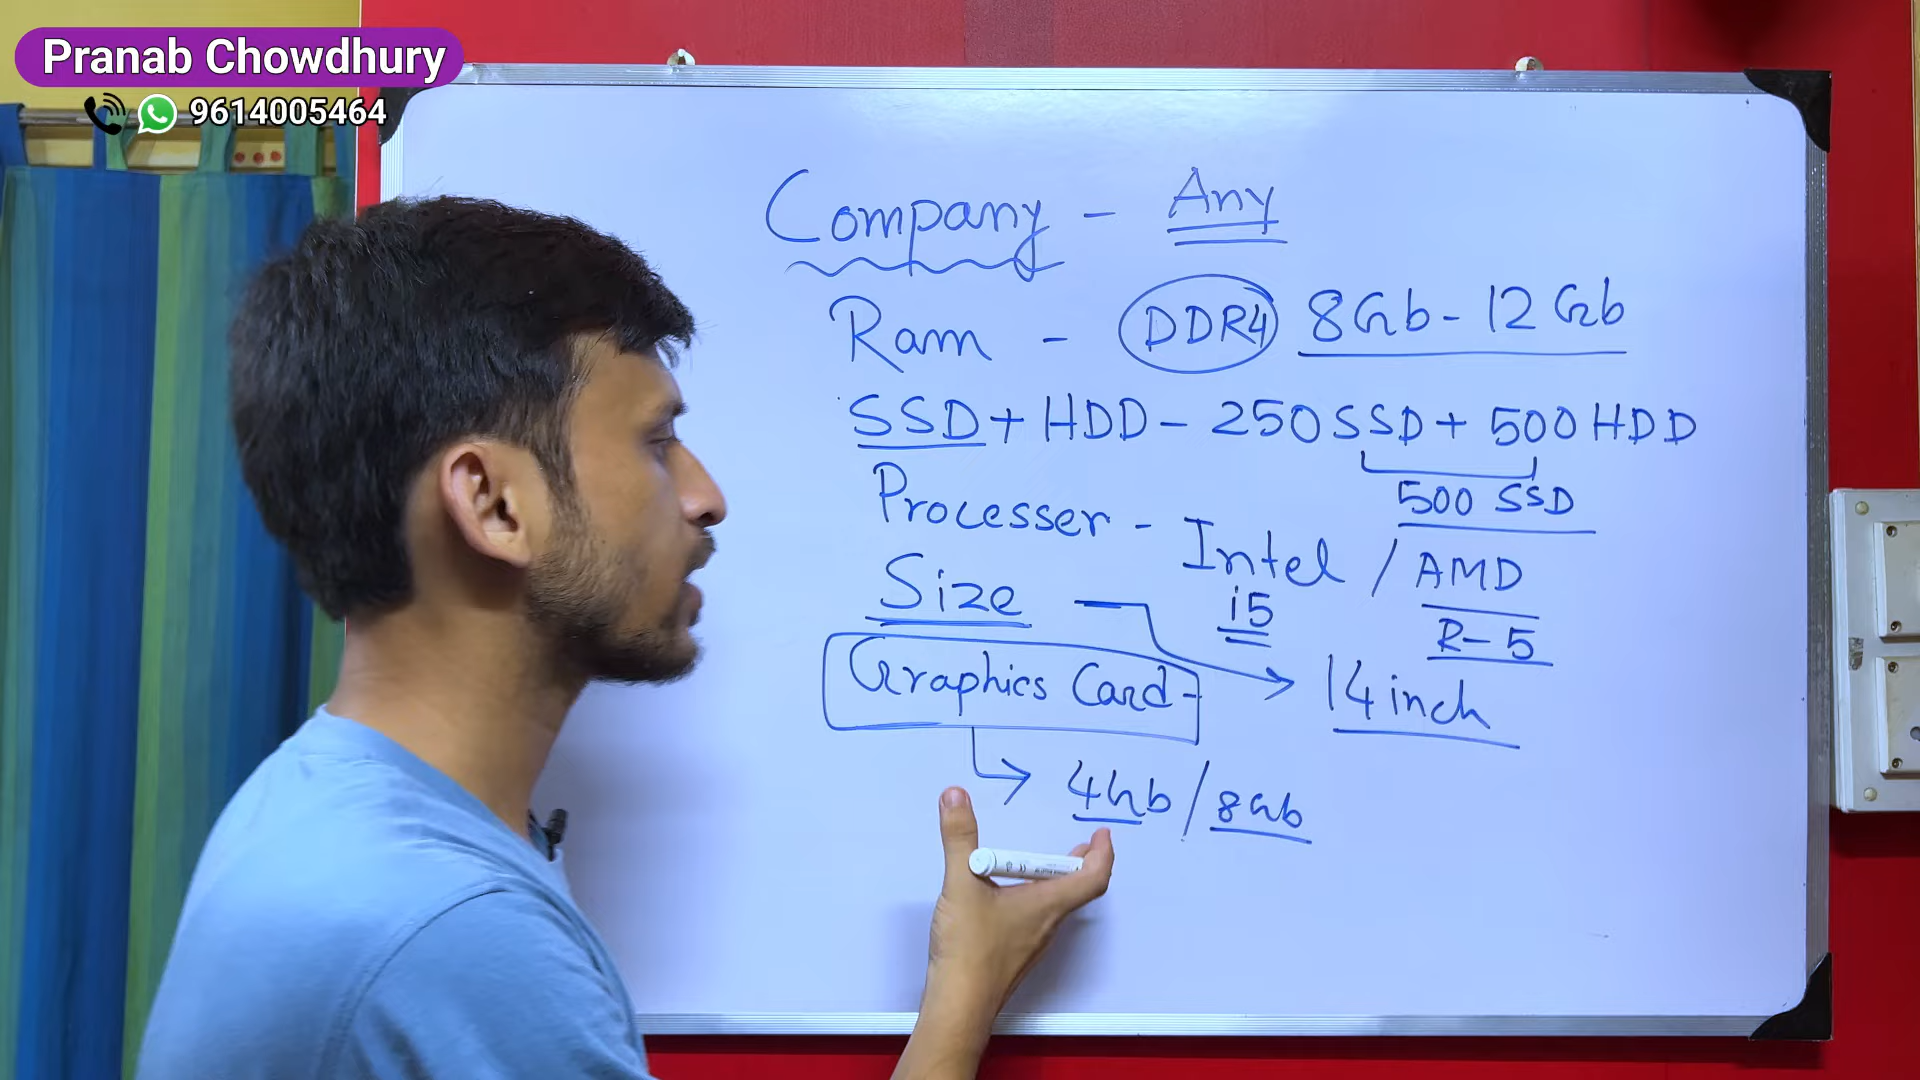 Pranab Chowdhury
9614005464
Company - Any
Ram - DDR4 8Gb - 12Gb
SSD + HDD - 250 SSD + 500 HDD
500 SSD
Processer - Intel / AMD
i5
R-5
Size
14 inch
Graphics Card -
4Gb / 8Gb